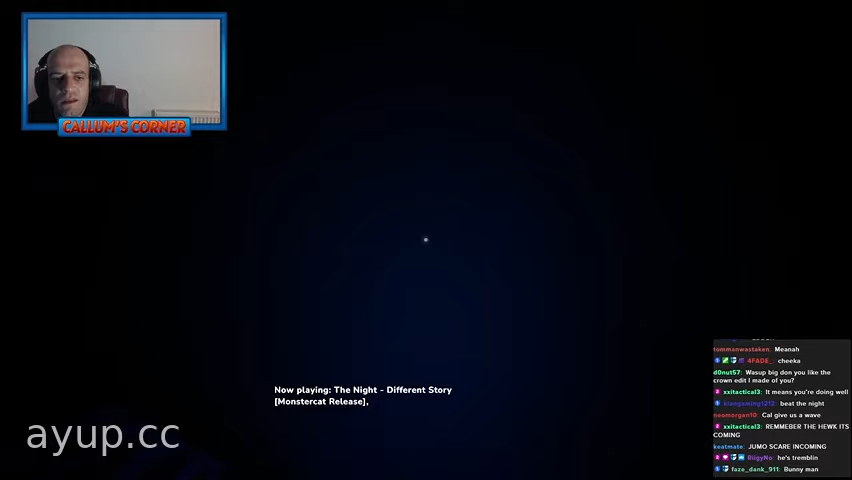 CALLUM'S CORNER
Now playing: The Night - Different Story
[Monstercat Release],
ayup.cc
tommanwastaken: Meanah
4FADE_: cheeka
d0nut57: Wasup big don you like the
crown edit I made of you?
xxitactical3: It means you're doing well
beat the night
noomorgan10: Cal give us a wave
xxitactical3: REMMEBER THE HEWK ITS
COMING
keatmate: JUMO SCARE INCOMING
RiigyNo: he's tremblin
faze_dank_911: Bunny man